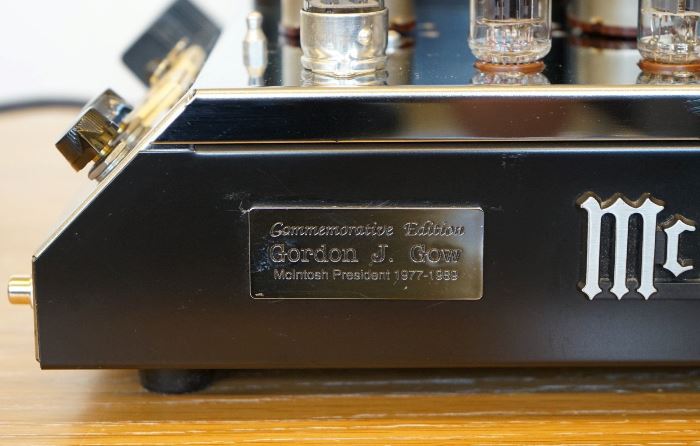 Commemorative Edition
Gordon J. Gow
McIntosh President 1977-1989
Mc